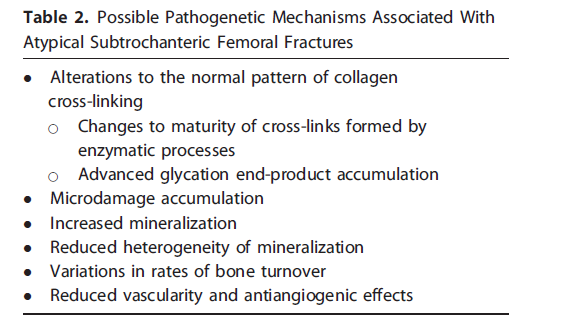 Table 2. Possible Pathogenetic Mechanisms Associated With
Atypical Subtrochanteric Femoral Fractures
● Alterations to the normal pattern of collagen
cross-linking
○ Changes to maturity of cross-links formed by
enzymatic processes
○ Advanced glycation end-product accumulation
● Microdamage accumulation
● Increased mineralization
● Reduced heterogeneity of mineralization
● Variations in rates of bone turnover
● Reduced vascularity and antiangiogenic effects